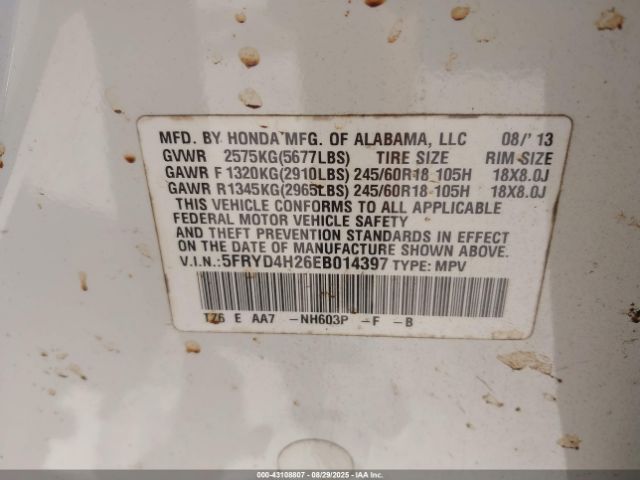 MFD. BY HONDA MFG. OF ALABAMA, LLC 08/' 13
GVWR 2575KG(5677LBS) TIRE SIZE RIM SIZE
GAWR F 1320KG(2910LBS) 245/60R18 105H 18X8.0J
GAWR R 1345KG(2965LBS) 245/60R18 105H 18X8.0J
THIS VEHICLE CONFORMS TO ALL APPLICABLE
FEDERAL MOTOR VEHICLE SAFETY
AND THEFT PREVENTION STANDARDS IN EFFECT
ON THE DATE OF MANUFACTURE SHOWN ABOVE.
V.I.N.: 5FRYD4H26EB014397 TYPE: MPV
TZ6 E AA7 -NH603P -F -B
000-43108807 - 08/29/2025 - IAAI.com